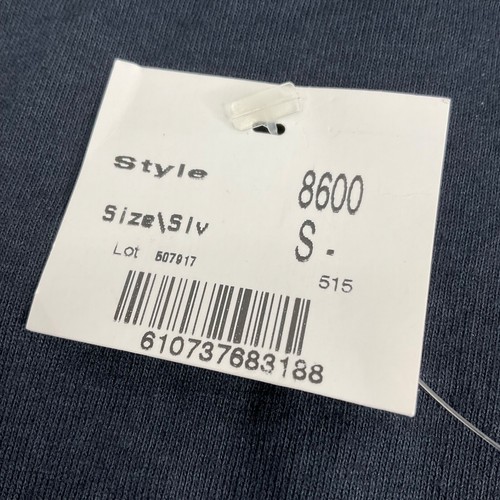 Style 8600
Size\Slv S -
Lot 507917 515
610737683188